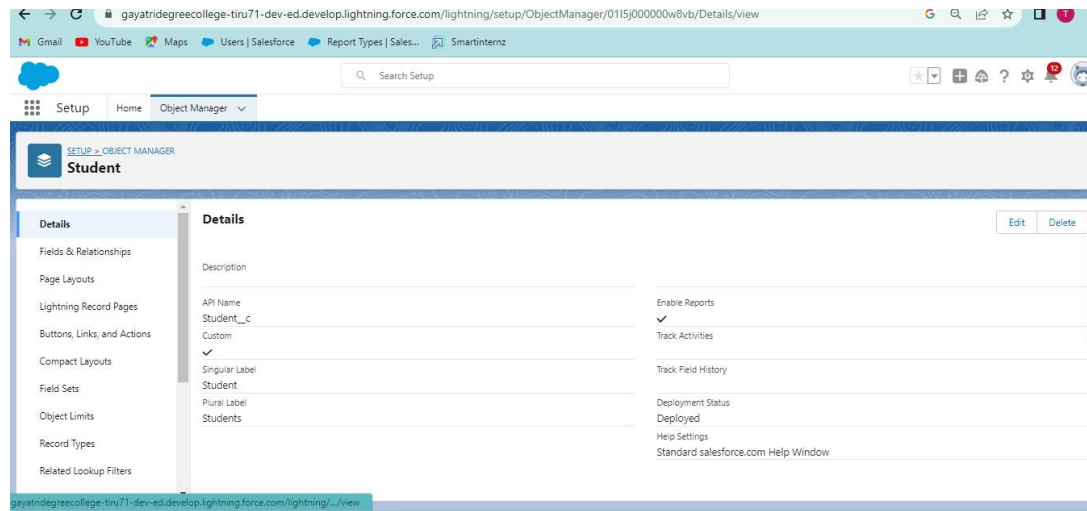 gayatridegreecollege-tiru71-dev-ed.develop.lightning.force.com/lightning/setup/ObjectManager/01I5j000000w8vb/Details/view
Gmail YouTube Maps Users | Salesforce Report Types | Sales... Smartinternz
Search Setup
12
Setup Home Object Manager
SETUP > OBJECT MANAGER
Student
Details
Fields & Relationships
Page Layouts
Lightning Record Pages
Buttons, Links, and Actions
Compact Layouts
Field Sets
Object Limits
Record Types
Related Lookup Filters
Details
Edit Delete
Description
API Name
Student__c
Custom
Singular Label
Student
Plural Label
Students
Enable Reports
Track Activities
Track Field History
Deployment Status
Deployed
Help Settings
Standard salesforce.com Help Window
gayatridegreecollege-tiru71-dev-ed.develop.lightning.force.com/lightning/.../view